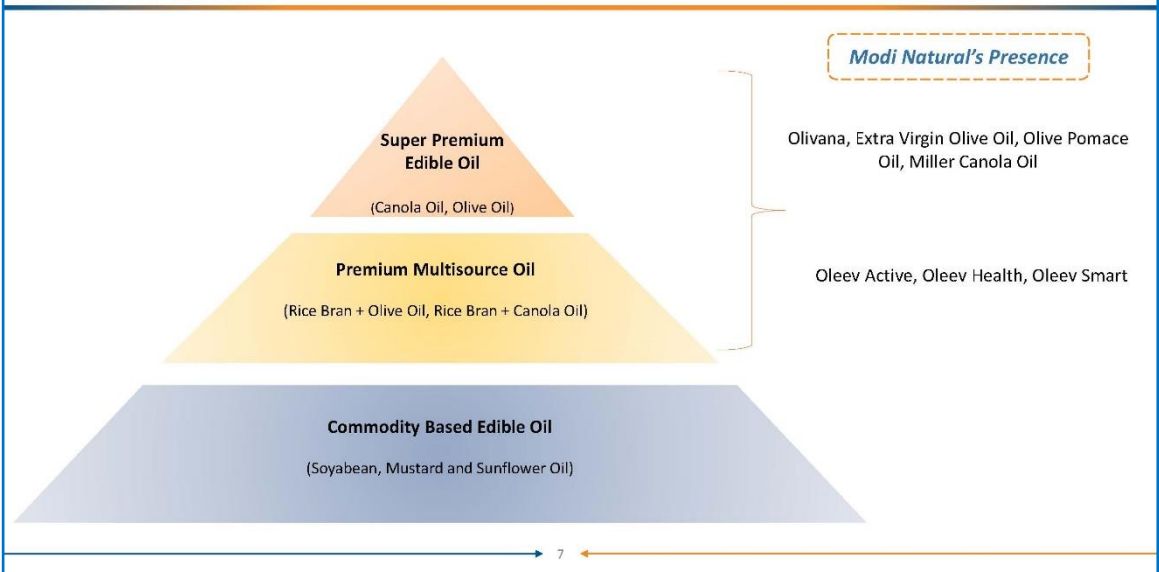 Modi Natural's Presence
Super Premium
Edible Oil
(Canola Oil, Olive Oil)
Olivana, Extra Virgin Olive Oil, Olive Pomace
Oil, Miller Canola Oil
Premium Multisource Oil
(Rice Bran + Olive Oil, Rice Bran + Canola Oil)
Oleev Active, Oleev Health, Oleev Smart
Commodity Based Edible Oil
(Soyabean, Mustard and Sunflower Oil)
7